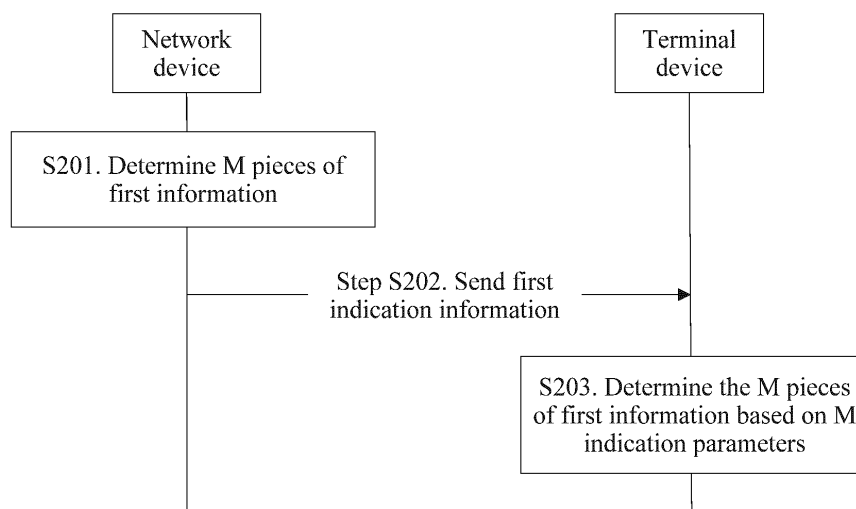 Network
device
Terminal
device
S201. Determine M pieces of
first information
Step S202. Send first
indication information
S203. Determine the M pieces
of first information based on M
indication parameters